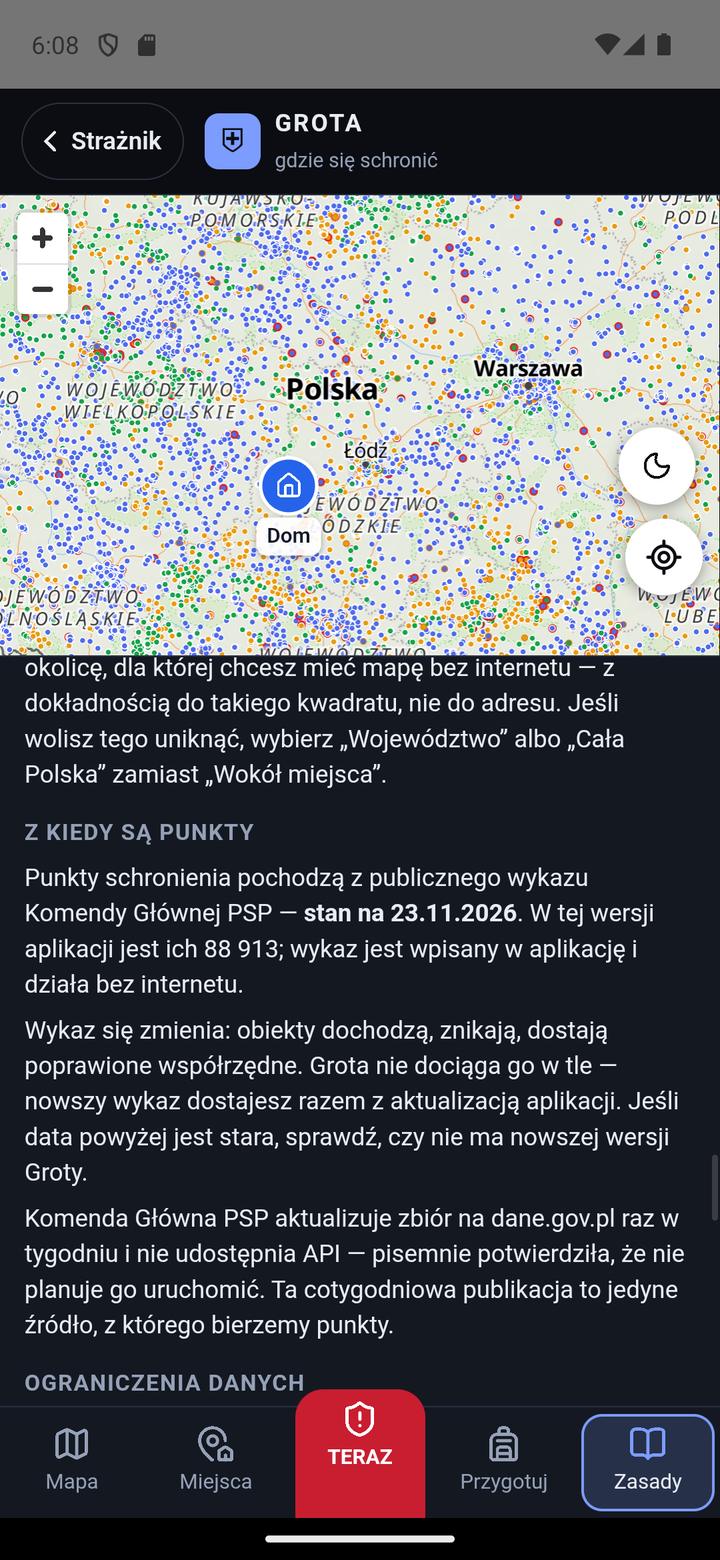 6:08
Strażnik
GROTA
gdzie się schronić
KUJAWSKO-
POMORSKIE
PODL
WOJEWÓDZTWO
WIELKOPOLSKIE
Polska
Warszawa
Łódź
Dom
okolicę, dla której chcesz mieć mapę bez internetu — z
dokładnością do takiego kwadratu, nie do adresu. Jeśli
wolisz tego uniknąć, wybierz „Województwo” albo „Cała
Polska” zamiast „Wokół miejsca”.
Z KIEDY SĄ PUNKTY
Punkty schronienia pochodzą z publicznego wykazu
Komendy Głównej PSP — stan na 23.11.2026. W tej wersji
aplikacji jest ich 88 913; wykaz jest wpisany w aplikację i
działa bez internetu.
Wykaz się zmienia: obiekty dochodzą, znikają, dostają
poprawione współrzędne. Grota nie dociąga go w tle —
nowszy wykaz dostajesz razem z aktualizacją aplikacji. Jeśli
data powyżej jest stara, sprawdź, czy nie ma nowszej wersji
Groty.
Komenda Główna PSP aktualizuje zbiór na dane.gov.pl raz w
tygodniu i nie udostępnia API — pisemnie potwierdziła, że nie
planuje go uruchomić. Ta cotygodniowa publikacja to jedyne
źródło, z którego bierzemy punkty.
OGRANICZENIA DANYCH
Mapa
Miejsca
TERAZ
Przygotuj
Zasady